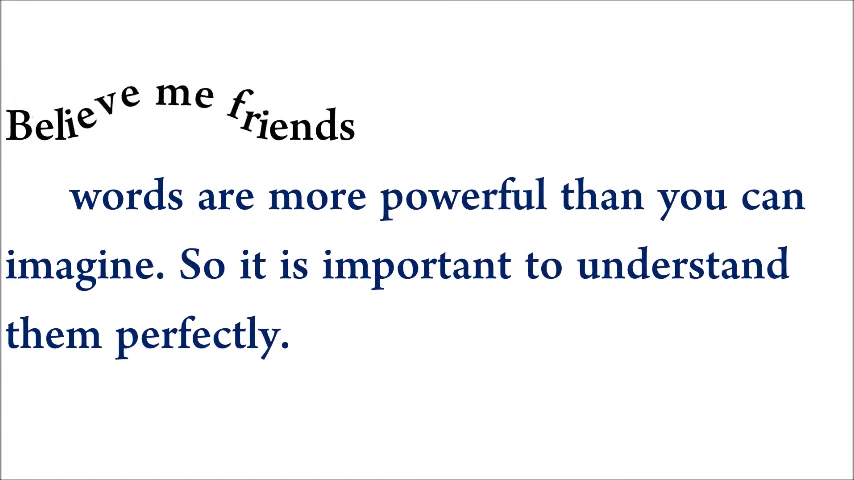 Believe me friends
words are more powerful than you can
imagine. So it is important to understand
them perfectly.